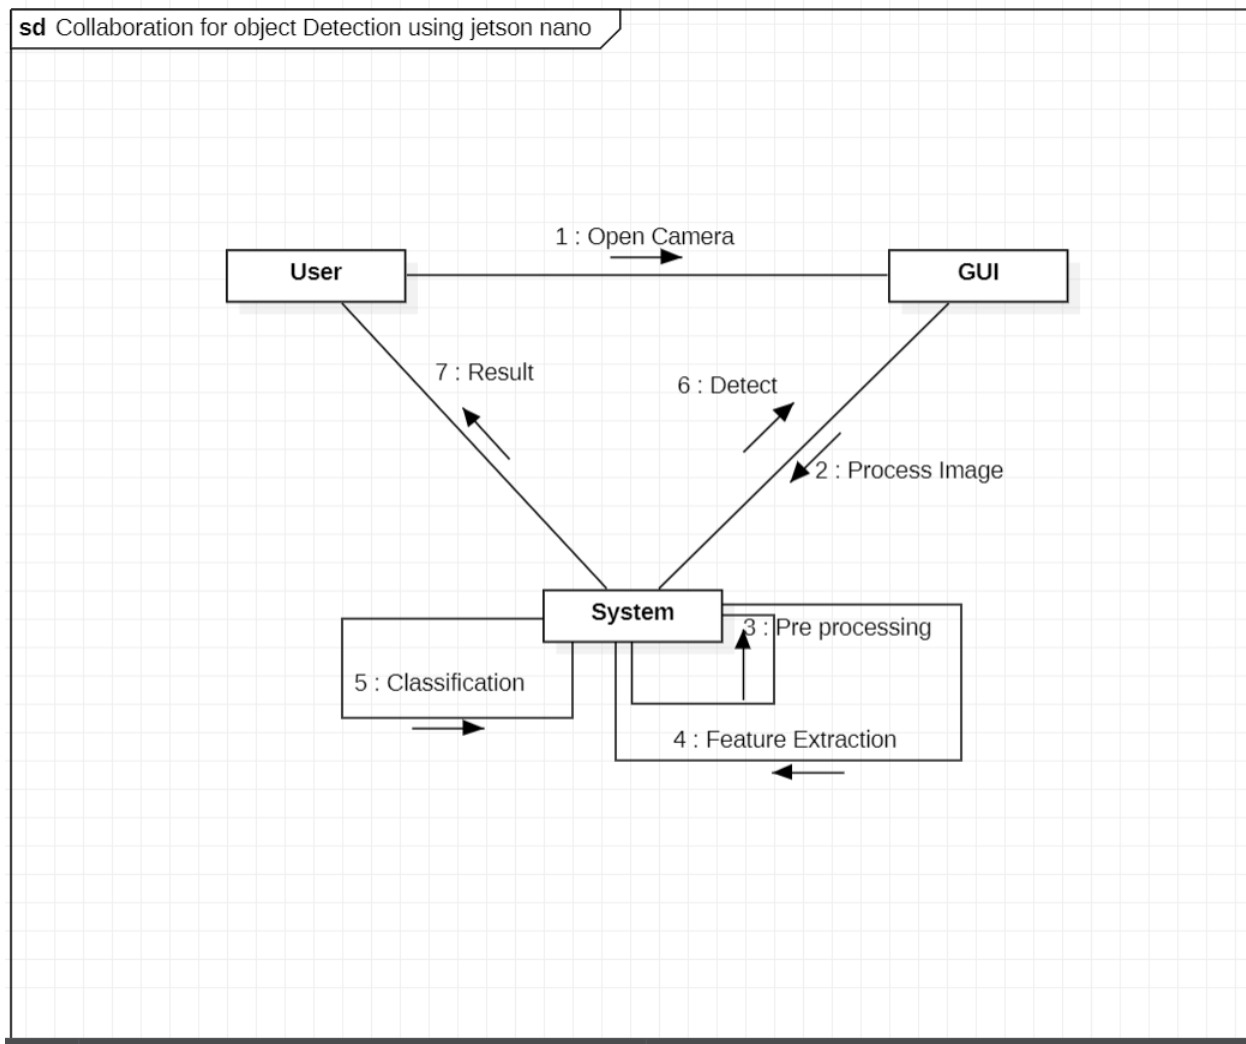 sd Collaboration for object Detection using jetson nano
1 : Open Camera
User
GUI
7 : Result
6 : Detect
2 : Process Image
System
3 : Pre processing
5 : Classification
4 : Feature Extraction